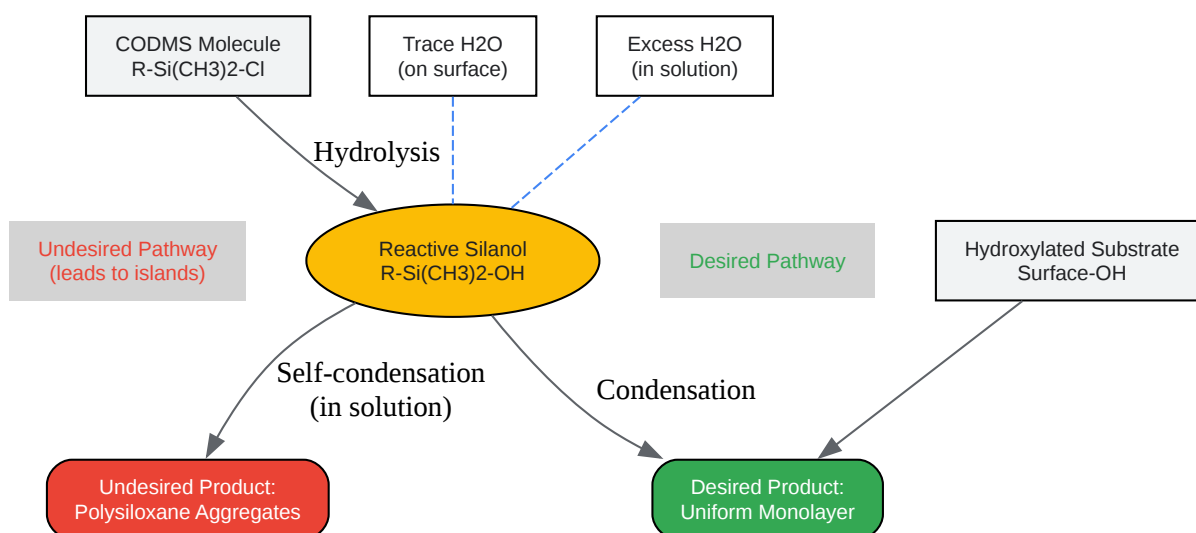 CODMS Molecule
R-Si(CH3)2-Cl
Trace H2O
(on surface)
Excess H2O
(in solution)
Hydrolysis
Undesired Pathway
(leads to islands)
Reactive Silanol
R-Si(CH3)2-OH
Desired Pathway
Hydroxylated Substrate
Surface-OH
Self-condensation
(in solution)
Condensation
Undesired Product:
Polysiloxane Aggregates
Desired Product:
Uniform Monolayer